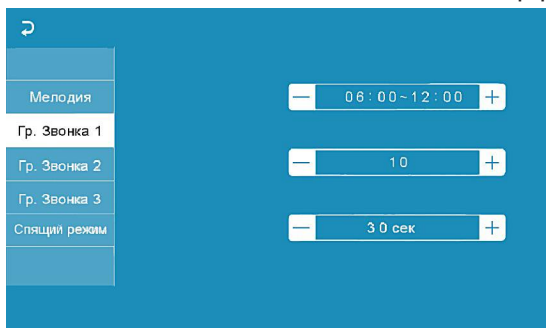 Мелодия
— 06:00~12:00 +
Гр. Звонка 1
Гр. Звонка 2
— 10 +
Гр. Звонка 3
Спящий режим
— 30 сек +